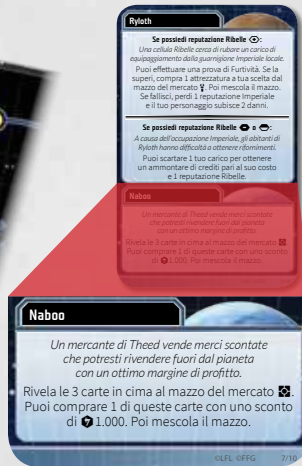 Ryloth
Se possiedi reputazione Ribelle :
Una cellula Ribelle cerca di rubare un carico di
equipaggiamento dalla guarnigione Imperiale locale.
Puoi effettuare una prova di Furtività. Se la
superi, compra 1 attrezzatura a tua scelta dal
mazzo del mercato . Poi mescola il mazzo.
Se fallisci, perdi 1 reputazione Imperiale
e il tuo personaggio subisce 2 danni.
Se possiedi reputazione Ribelle o :
A causa dell'occupazione Imperiale, gli abitanti di
Ryloth hanno difficoltà a ottenere rifornimenti.
Puoi scartare 1 tuo carico per ottenere
un ammontare di crediti pari al suo costo
e 1 reputazione Ribelle.
Naboo
Un mercante di Theed vende merci scontate
che potresti rivendere fuori dal pianeta
con un ottimo margine di profitto.
Rivela le 3 carte in cima al mazzo del mercato .
Puoi comprare 1 di queste carte con uno sconto
di 1.000. Poi mescola il mazzo.
Naboo
Un mercante di Theed vende merci scontate
che potresti rivendere fuori dal pianeta
con un ottimo margine di profitto.
Rivela le 3 carte in cima al mazzo del mercato .
Puoi comprare 1 di queste carte con uno sconto
di 1.000. Poi mescola il mazzo.
©LFL ©FFG 7/10